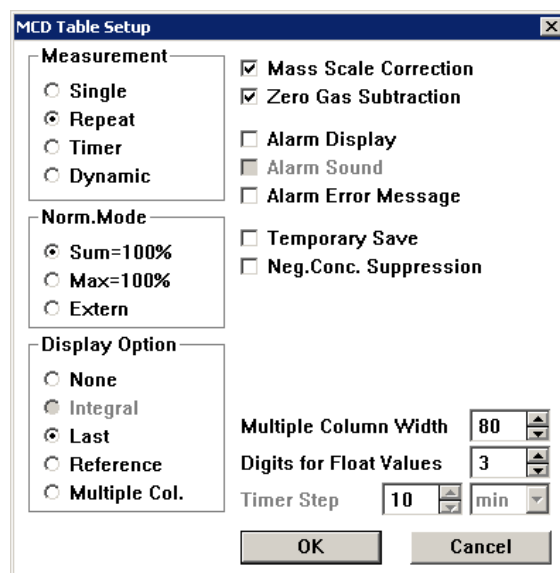 MCD Table Setup
Measurement
Single
Repeat
Timer
Dynamic
Norm.Mode
Sum=100%
Max=100%
Extern
Display Option
None
Integral
Last
Reference
Multiple Col.
Mass Scale Correction
Zero Gas Subtraction
Alarm Display
Alarm Sound
Alarm Error Message
Temporary Save
Neg.Conc. Suppression
Multiple Column Width 80
Digits for Float Values 3
Timer Step 10 min
OK Cancel